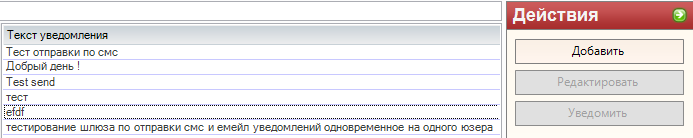 Текст уведомления
Тест отправки по смс
Добрый день !
Test send
тест
efdf
тестирование шлюза по отправки смс и емейл уведомлений одновременное на одного юзера
Действия
Добавить
Редактировать
Уведомить